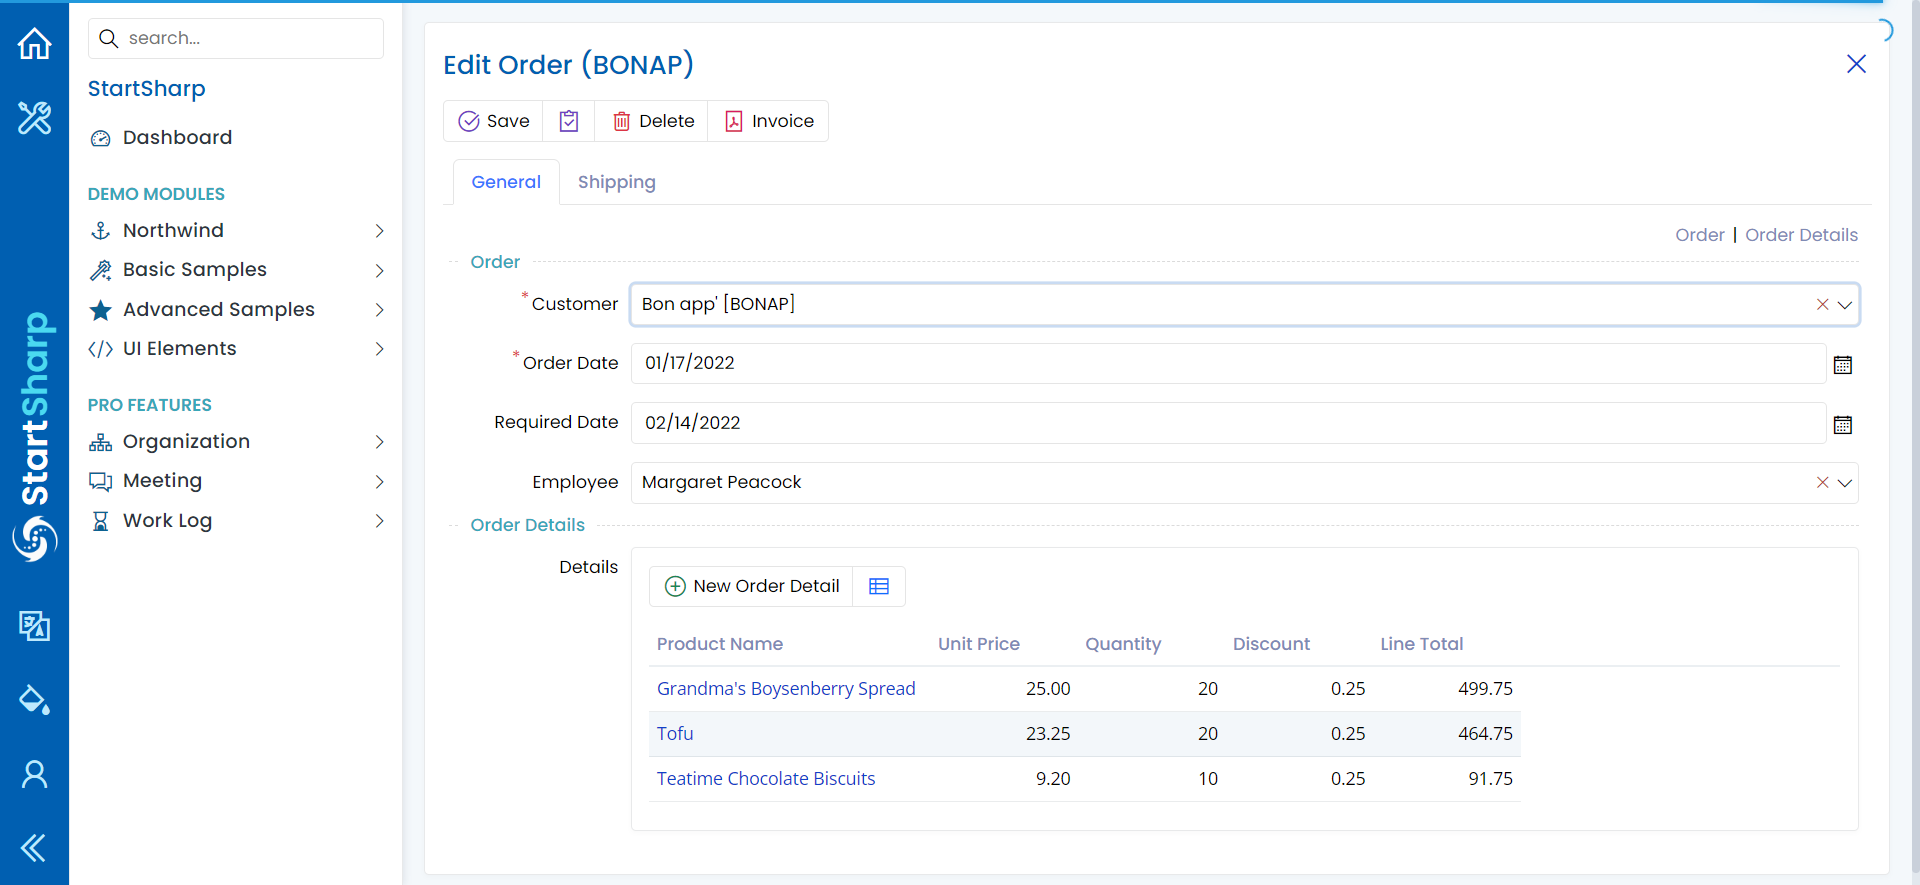 search...
StartSharp
Dashboard
DEMO MODULES
Northwind
Basic Samples
Advanced Samples
UI Elements
PRO FEATURES
Organization
Meeting
Work Log
StartSharp
Edit Order (BONAP)
Save Delete Invoice
General Shipping
Order | Order Details
Order
*Customer Bon app' [BONAP]
*Order Date 01/17/2022
Required Date 02/14/2022
Employee Margaret Peacock
Order Details
Details
New Order Detail
Product Name Unit Price Quantity Discount Line Total
Grandma's Boysenberry Spread 25.00 20 0.25 499.75
Tofu 23.25 20 0.25 464.75
Teatime Chocolate Biscuits 9.20 10 0.25 91.75